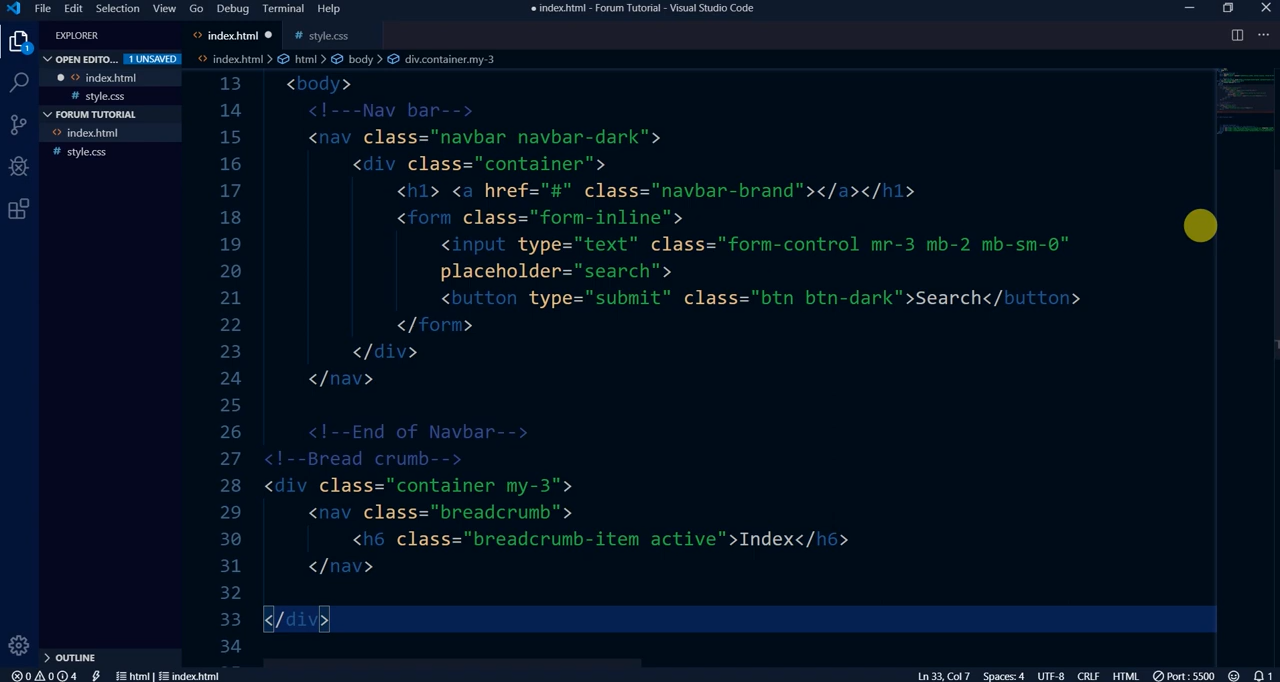 File Edit Selection View Go Debug Terminal Help
● index.html - Forum Tutorial - Visual Studio Code
1
EXPLORER
OPEN EDITO... 1 UNSAVED
index.html
# style.css
FORUM TUTORIAL
index.html
# style.css
OUTLINE
index.html # style.css
index.html > html > body > div.container.my-3
13 <body>
14 <!---Nav bar-->
15 <nav class="navbar navbar-dark">
16 <div class="container">
17 <h1> <a href="#" class="navbar-brand"></a></h1>
18 <form class="form-inline">
19 <input type="text" class="form-control mr-3 mb-2 mb-sm-0"
20 placeholder="search">
21 <button type="submit" class="btn btn-dark">Search</button>
22 </form>
23 </div>
24 </nav>
25
26 <!--End of Navbar-->
27 <!--Bread crumb-->
28 <div class="container my-3">
29 <nav class="breadcrumb">
30 <h6 class="breadcrumb-item active">Index</h6>
31 </nav>
32
33 </div>
34
0 0 4 html | index.html Ln 33, Col 7 Spaces: 4 UTF-8 CRLF HTML Port : 5500 1